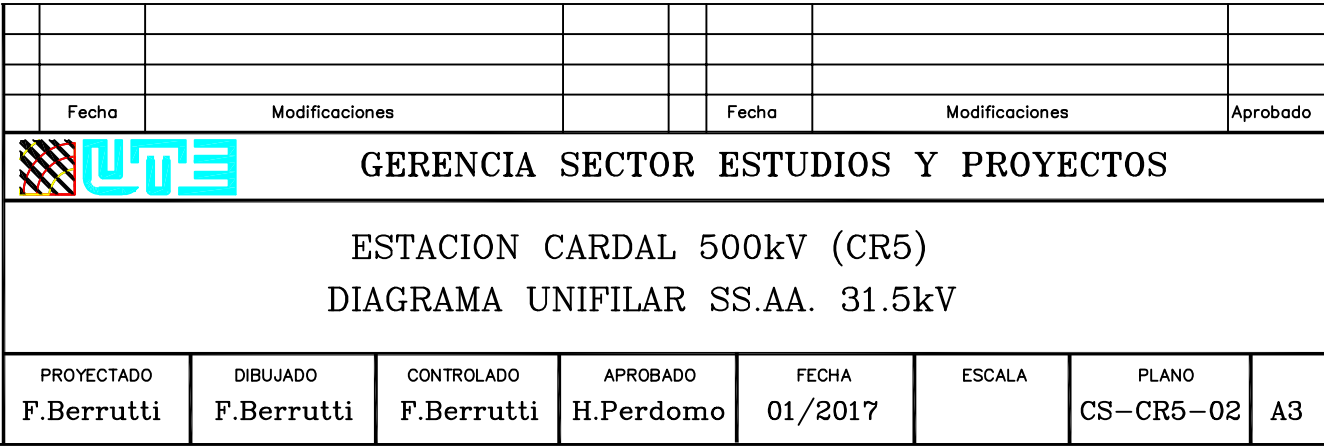 Fecha Modificaciones Fecha Modificaciones Aprobado
UTE GERENCIA SECTOR ESTUDIOS Y PROYECTOS
ESTACION CARDAL 500kV (CR5)
DIAGRAMA UNIFILAR SS.AA. 31.5kV
PROYECTADO DIBUJADO CONTROLADO APROBADO FECHA ESCALA PLANO
F.Berrutti F.Berrutti F.Berrutti H.Perdomo 01/2017 CS-CR5-02 A3